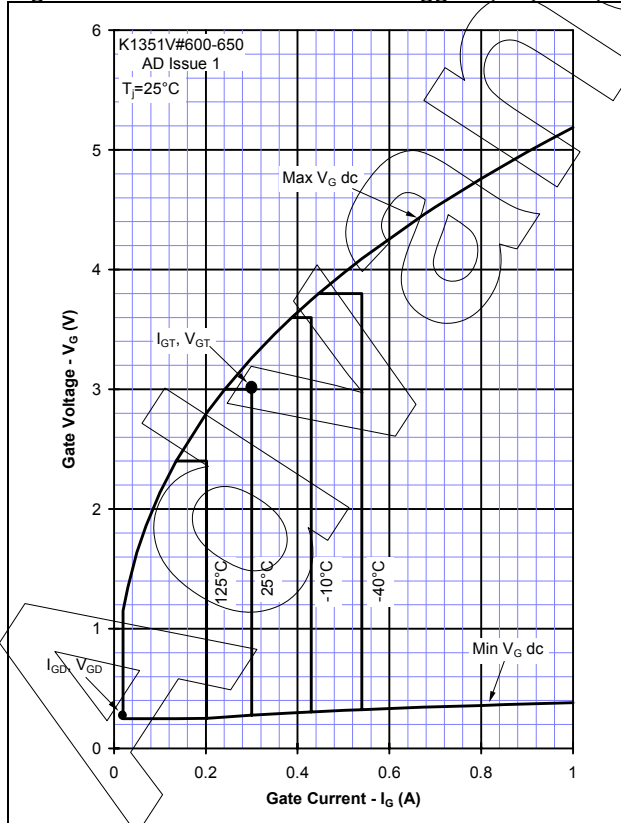 K1351V#600-650
AD Issue 1
Tj=25°C
Max VG dc
IGT, VGT
125°C
25°C
-10°C
-40°C
IGD, VGD
Min VG dc
Gate Voltage - VG (V)
6
5
4
3
2
1
0
0
0.2
0.4
0.6
0.8
1
Gate Current - IG (A)